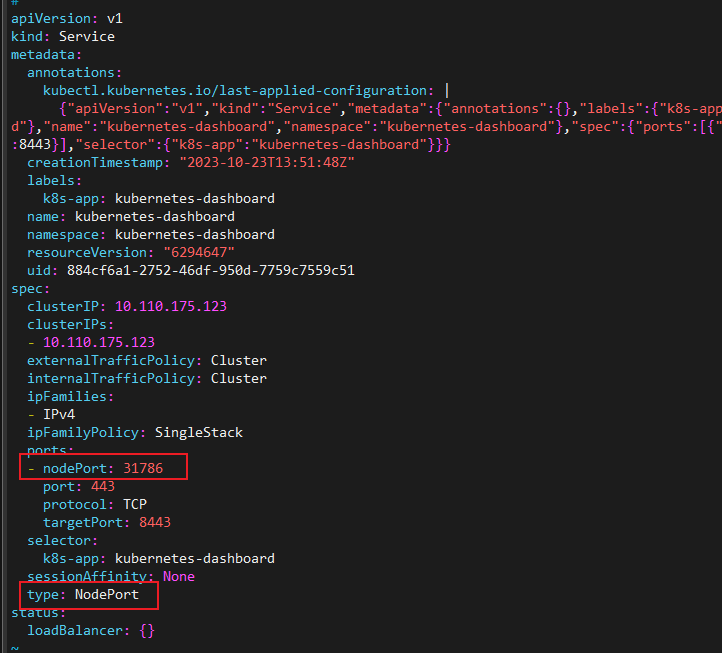 #
apiVersion: v1
kind: Service
metadata:
  annotations:
    kubectl.kubernetes.io/last-applied-configuration: |
      {"apiVersion":"v1","kind":"Service","metadata":{"annotations":{},"labels":{"k8s-app
d"},"name":"kubernetes-dashboard","namespace":"kubernetes-dashboard"},"spec":{"ports":[{"
:8443}],"selector":{"k8s-app":"kubernetes-dashboard"}}}
  creationTimestamp: "2023-10-23T13:51:48Z"
  labels:
    k8s-app: kubernetes-dashboard
  name: kubernetes-dashboard
  namespace: kubernetes-dashboard
  resourceVersion: "6294647"
  uid: 884cf6a1-2752-46df-950d-7759c7559c51
spec:
  clusterIP: 10.110.175.123
  clusterIPs:
  - 10.110.175.123
  externalTrafficPolicy: Cluster
  internalTrafficPolicy: Cluster
  ipFamilies:
  - IPv4
  ipFamilyPolicy: SingleStack
  ports:
  - nodePort: 31786
    port: 443
    protocol: TCP
    targetPort: 8443
  selector:
    k8s-app: kubernetes-dashboard
  sessionAffinity: None
  type: NodePort
status:
  loadBalancer: {}
~